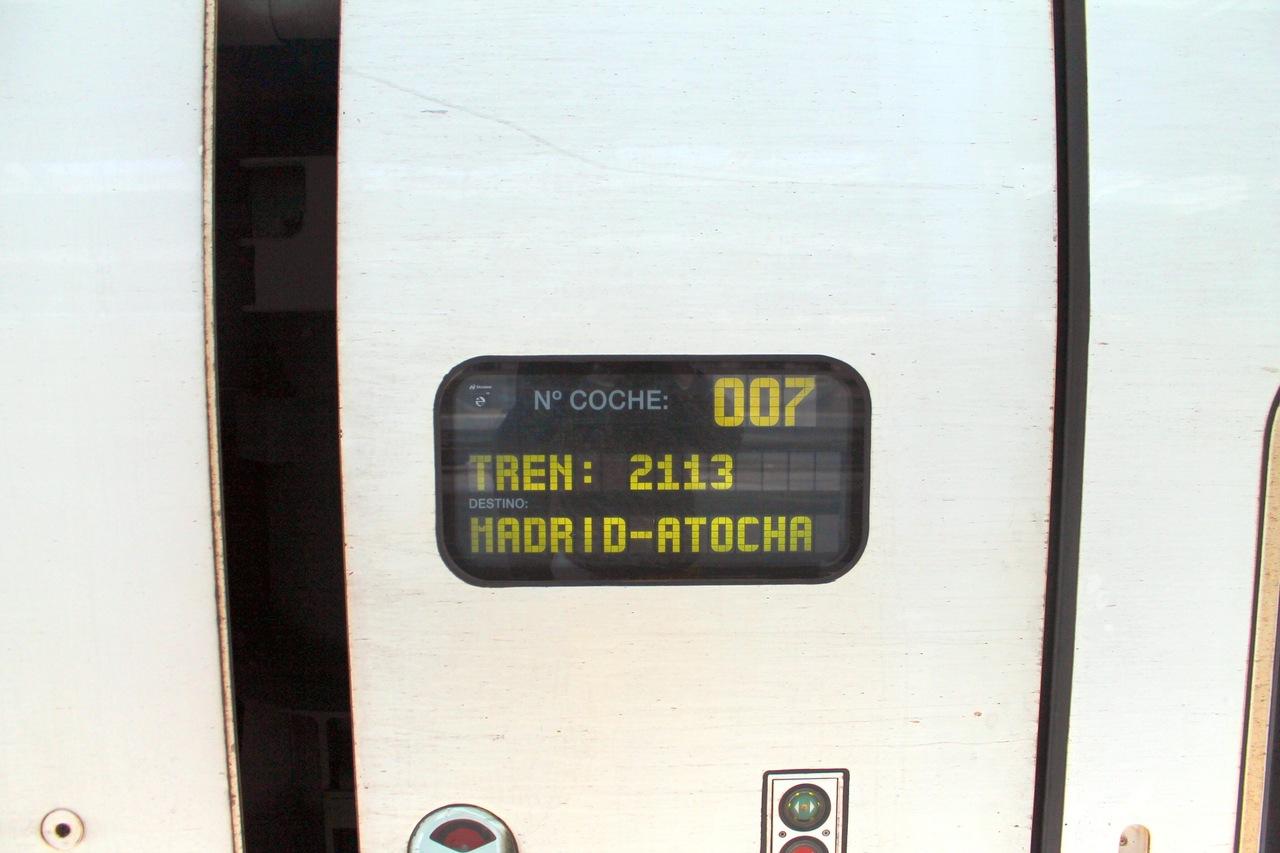 Nº COCHE: 007
TREN: 2113
DESTINO:
MADRID-ATOCHA